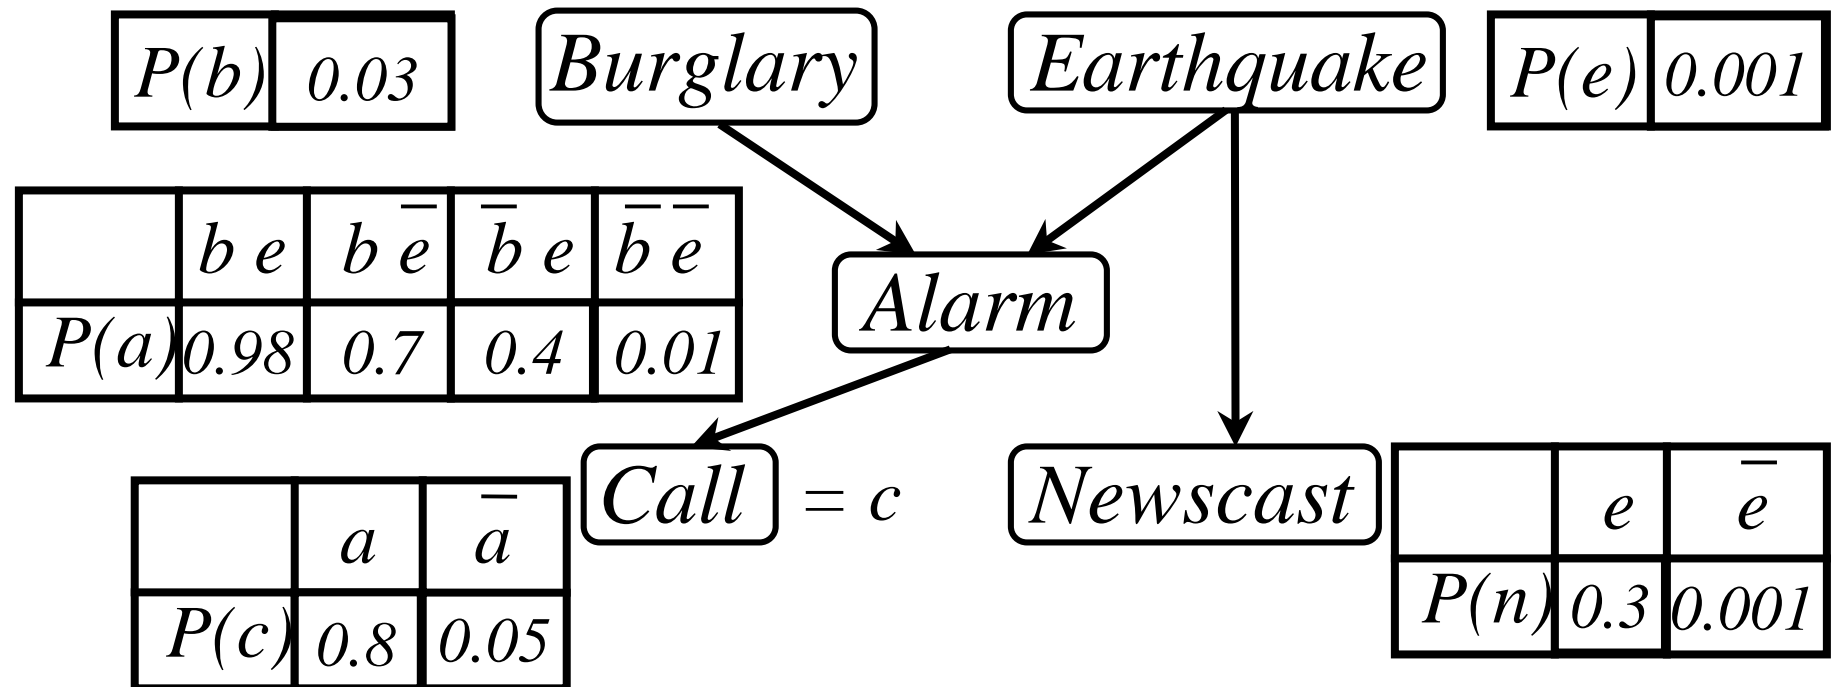 P(b) 0.03
Burglary
Earthquake
P(e) 0.001
b e b e̅ b̅ e b̅ e̅
P(a) 0.98 0.7 0.4 0.01
Alarm
Call = c
Newscast
a a̅
P(c) 0.8 0.05
e e̅
P(n) 0.3 0.001